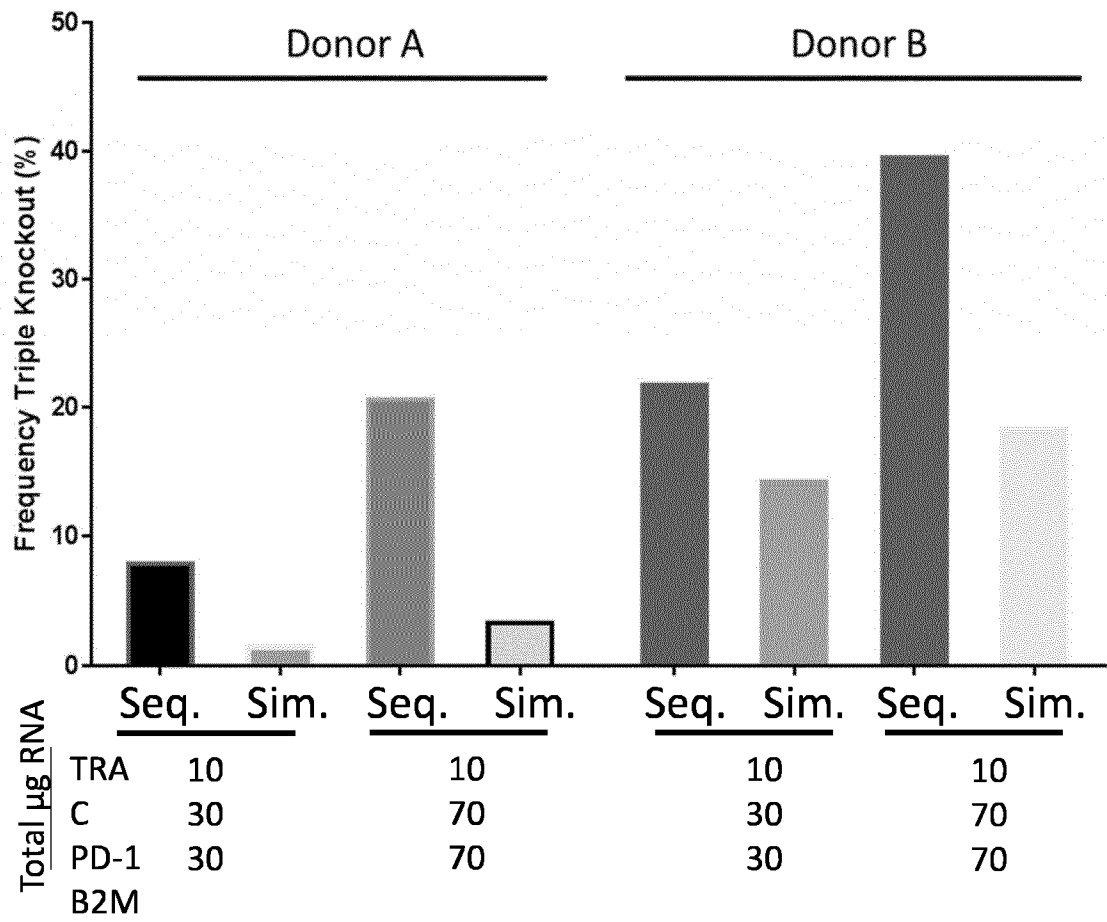 50
Donor A Donor B
40
30
20
10
0
Frequency Triple Knockout (%)
Seq. Sim. Seq. Sim. Seq. Sim. Seq. Sim.
Total µg RNA
TRA 10 10 10 10
C 30 70 30 70
PD-1 30 70 30 70
B2M